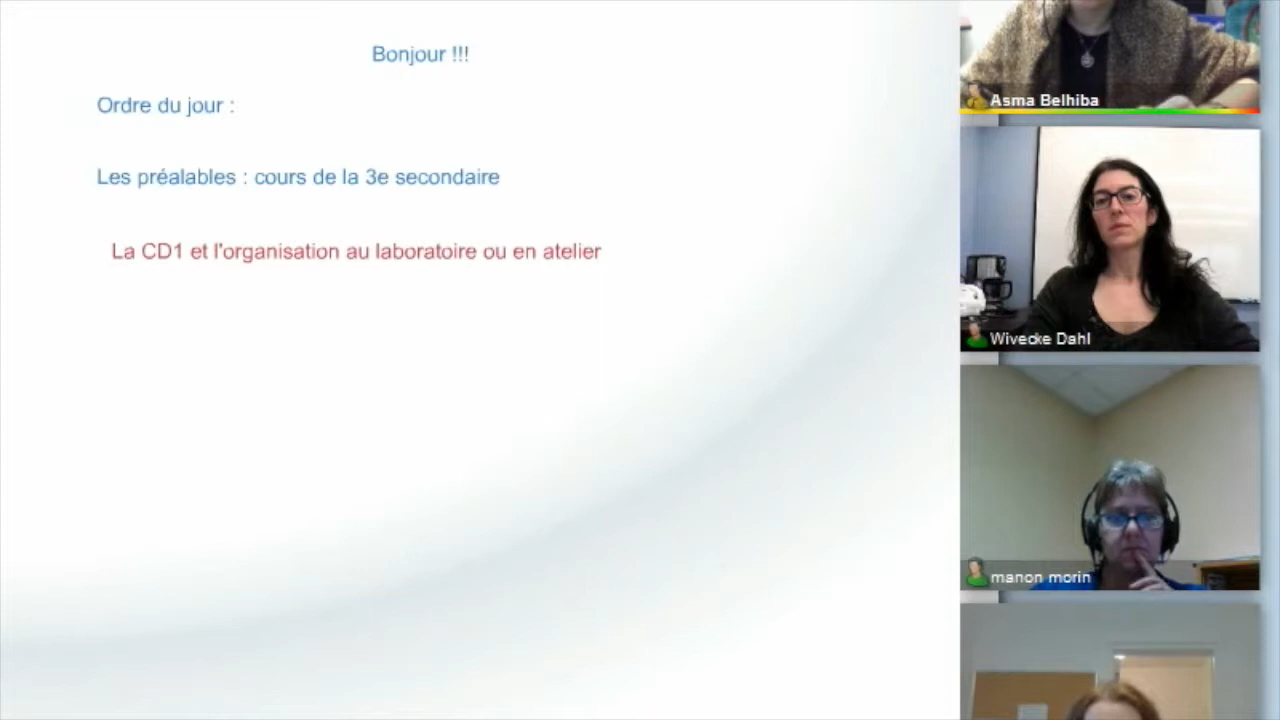 Bonjour !!!
Ordre du jour :
Les préalables : cours de la 3e secondaire
La CD1 et l'organisation au laboratoire ou en atelier
Asma Belhiba
Wivecke Dahl
manon morin